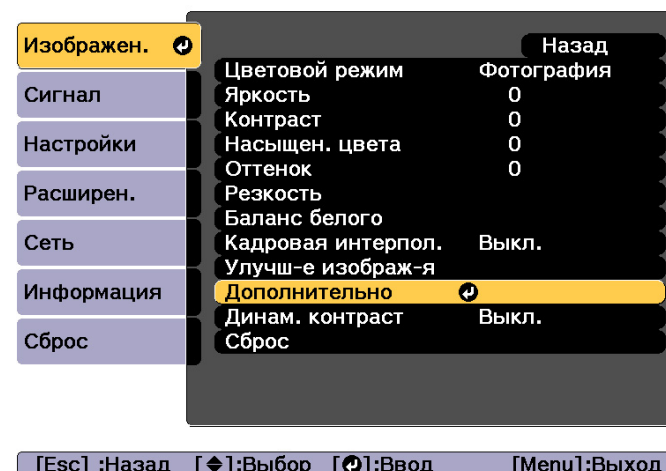 Изображен.
Сигнал
Настройки
Расширен.
Сеть
Информация
Сброс
Назад
Цветовой режим Фотография
Яркость 0
Контраст 0
Насыщен. цвета 0
Оттенок 0
Резкость
Баланс белого
Кадровая интерпол. Выкл.
Улучш-е изображ-я
Дополнительно
Динам. контраст Выкл.
Сброс
[Esc] :Назад [◆]:Выбор [↵]:Ввод [Menu]:Выход